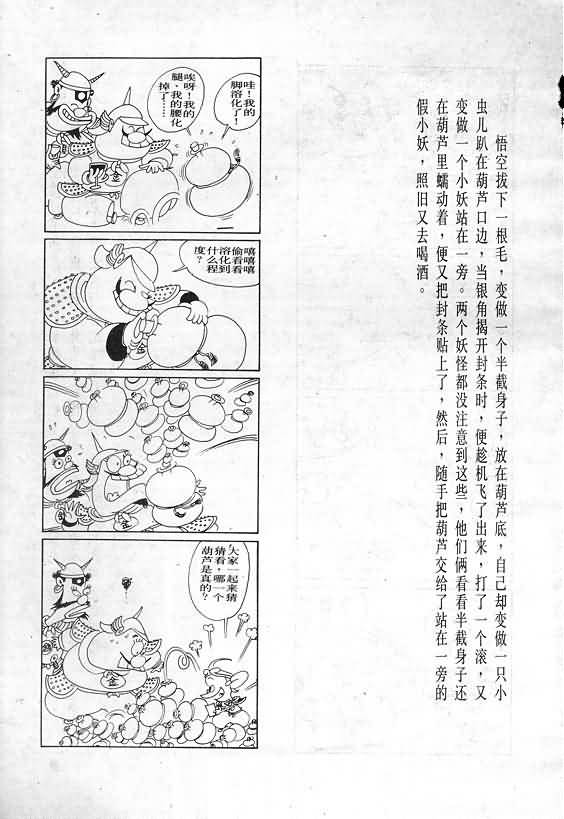 悟空拔下一根毛，变做一个半截身子，放在葫芦底，自己却变做一只小
虫儿趴在葫芦口边，当银角揭开封条时，便趁机飞了出来，打了一个滚，又
变做一个小妖站在一旁。两个妖怪都没注意到这些，他们俩看看半截身子还
在葫芦里蠕动着，便又把封条贴上了，然后，随手把葫芦交给了站在一旁的
假小妖，照旧又去喝酒。
哇！我的
脚溶化了！
唉呀！我的
腿、我的腰化
掉了……
嘻嘻嘻
偷看看
溶化到
什么程
度？
大家一起来猜
猜看，哪一个
葫芦是真的？